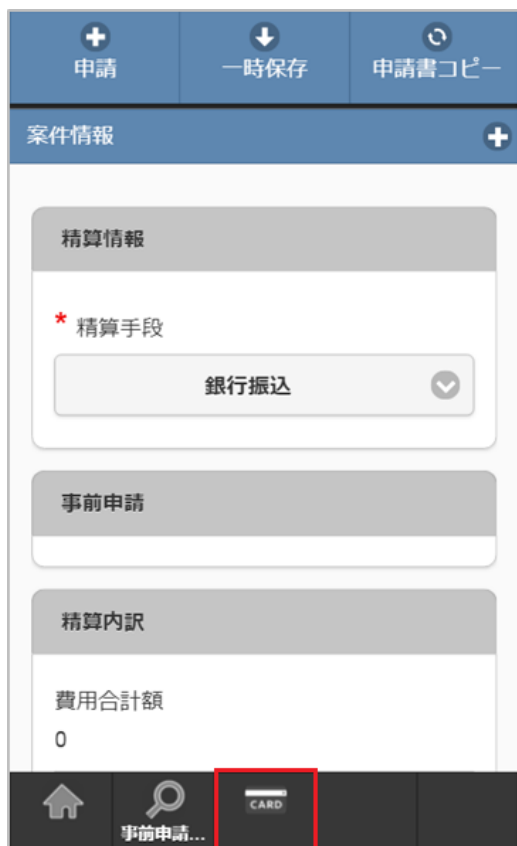 申請
一時保存
申請書コピー
案件情報
精算情報
* 精算手段
銀行振込
事前申請
精算内訳
費用合計額
0
CARD
事前申請...